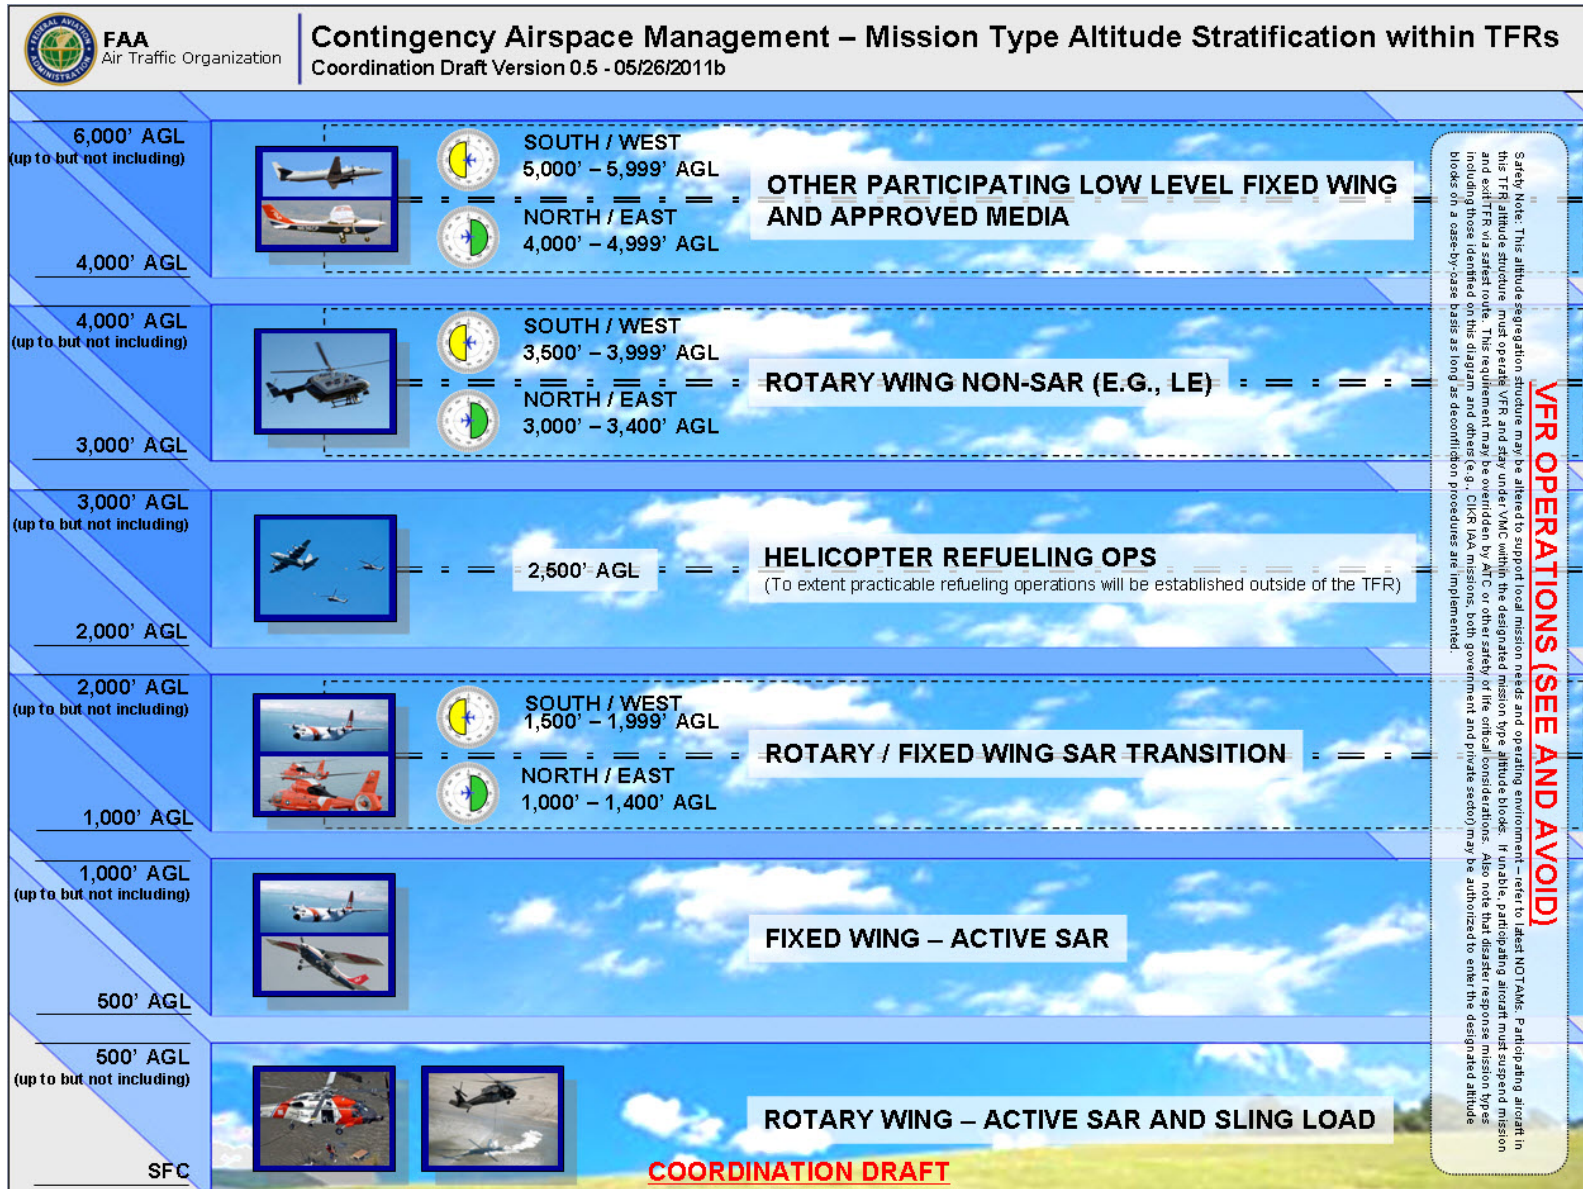 FAA
Air Traffic Organization
Contingency Airspace Management – Mission Type Altitude Stratification within TFRs
Coordination Draft Version 0.5 - 05/26/2011b
6,000’ AGL
(up to but not including)
4,000’ AGL
SOUTH / WEST
5,000’ – 5,999’ AGL
NORTH / EAST
4,000’ – 4,999’ AGL
OTHER PARTICIPATING LOW LEVEL FIXED WING
AND APPROVED MEDIA
4,000’ AGL
(up to but not including)
3,000’ AGL
SOUTH / WEST
3,500’ – 3,999’ AGL
NORTH / EAST
3,000’ – 3,400’ AGL
ROTARY WING NON-SAR (E.G., LE)
3,000’ AGL
(up to but not including)
2,000’ AGL
2,500’ AGL
HELICOPTER REFUELING OPS
(To extent practicable refueling operations will be established outside of the TFR)
2,000’ AGL
(up to but not including)
1,000’ AGL
SOUTH / WEST
1,500’ – 1,999’ AGL
NORTH / EAST
1,000’ – 1,400’ AGL
ROTARY / FIXED WING SAR TRANSITION
1,000’ AGL
(up to but not including)
500’ AGL
FIXED WING – ACTIVE SAR
500’ AGL
(up to but not including)
SFC
ROTARY WING – ACTIVE SAR AND SLING LOAD
COORDINATION DRAFT
VFR OPERATIONS (SEE AND AVOID)
Safety Note: This altitude segregation structure may be altered to support local mission needs and operating environment – refer to latest NOTAMs. Participating aircraft in
this TFR altitude structure must operate VFR and stay under VMC within the designated mission type altitude blocks. If unable, participating aircraft must suspend mission
and exit TFR via safest route. This requirement may be overridden by ATC or other safety of life critical considerations. Also note that disaster response mission types
including those identified on this diagram and others (e.g., CIKR IAA missions, both government and private sector) may be authorized to enter the designated altitude
blocks on a case-by-case basis as long as deconfliction procedures are implemented.